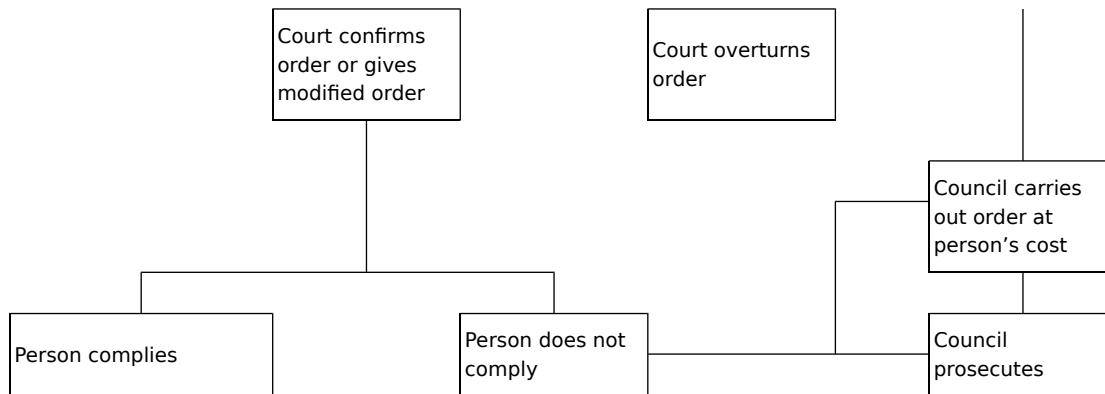 Court confirms
order or gives
modified order
Court overturns
order
Council carries
out order at
person’s cost
Person complies
Person does not
comply
Council
prosecutes